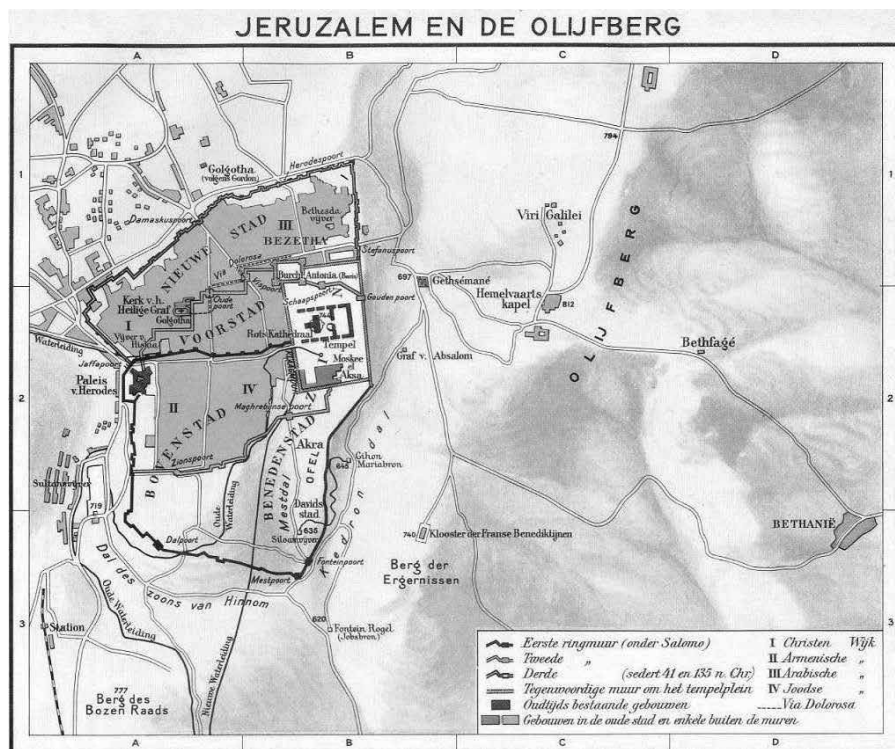 JERUZALEM EN DE OLIJFBERG
A B C D
1
Golgotha
(volgens Gordon)
Herodespoort
Damaskuspoort
794
Bethesda
vijver
III
BEZETHA
NIEUWE STAD
Viri Galilei
Stefanuspoort
Via Dolorosa
Burcht Antonia
697
Gethsémané
Gouden poort
Schaapspoort
Kerk v.h.
Heilige Graf
Golgotha
Oude
poort
Hemelvaarts
kapel
812
OLIJFBERG
I
Vijver v.
Hiskia
VOORSTAD
Rots Kathedraal
Tempel
Waterleiding
Jaffapoort
Graf v. Absalom
Bethfagé
Moskee
el
Aksa
Paleis
v. Herodes
2
II
IV
BOVENSTAD
Maghrebijnse poort
Akra
OFEL
BENEDENSTAD
Mestdal
Zionspoort
645
Gihon
Mariabron
Sultansvijver
719
Oude
Waterleiding
Davids
stad
635
Siloamvijver
Kedron dal
BETHANIË
740
Klooster der Franse Benediktijnen
Dalpoort
Fonteinpoort
Mestpoort
Berg der
Ergernissen
Dal des zoons van Hinnom
3
Station
Oude Waterleiding
Nieuwe Waterleiding
620
Fontein Rogel
(Jobsbron)
777
Berg des
Bozen Raads
Eerste ringmuur (onder Salomo)
Tweede „
Derde „ (sedert 41 en 135 n. Chr.)
Tegenwoordige muur om het tempelplein
Oudtijds bestaande gebouwen
Gebouwen in de oude stad en enkele buiten de muren
I Christen Wijk
II Armenische „
III Arabische „
IV Joodse „
Via Dolorosa
A B C D